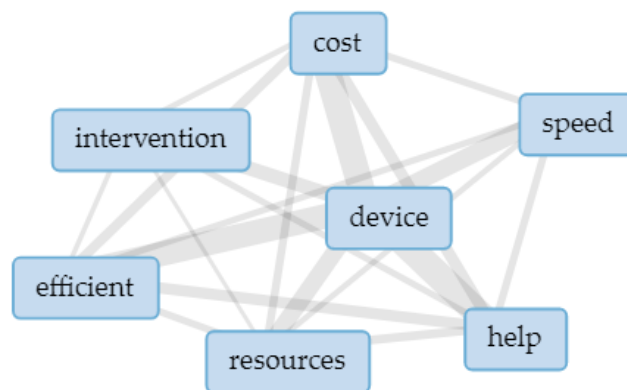 cost
speed
intervention
device
efficient
help
resources